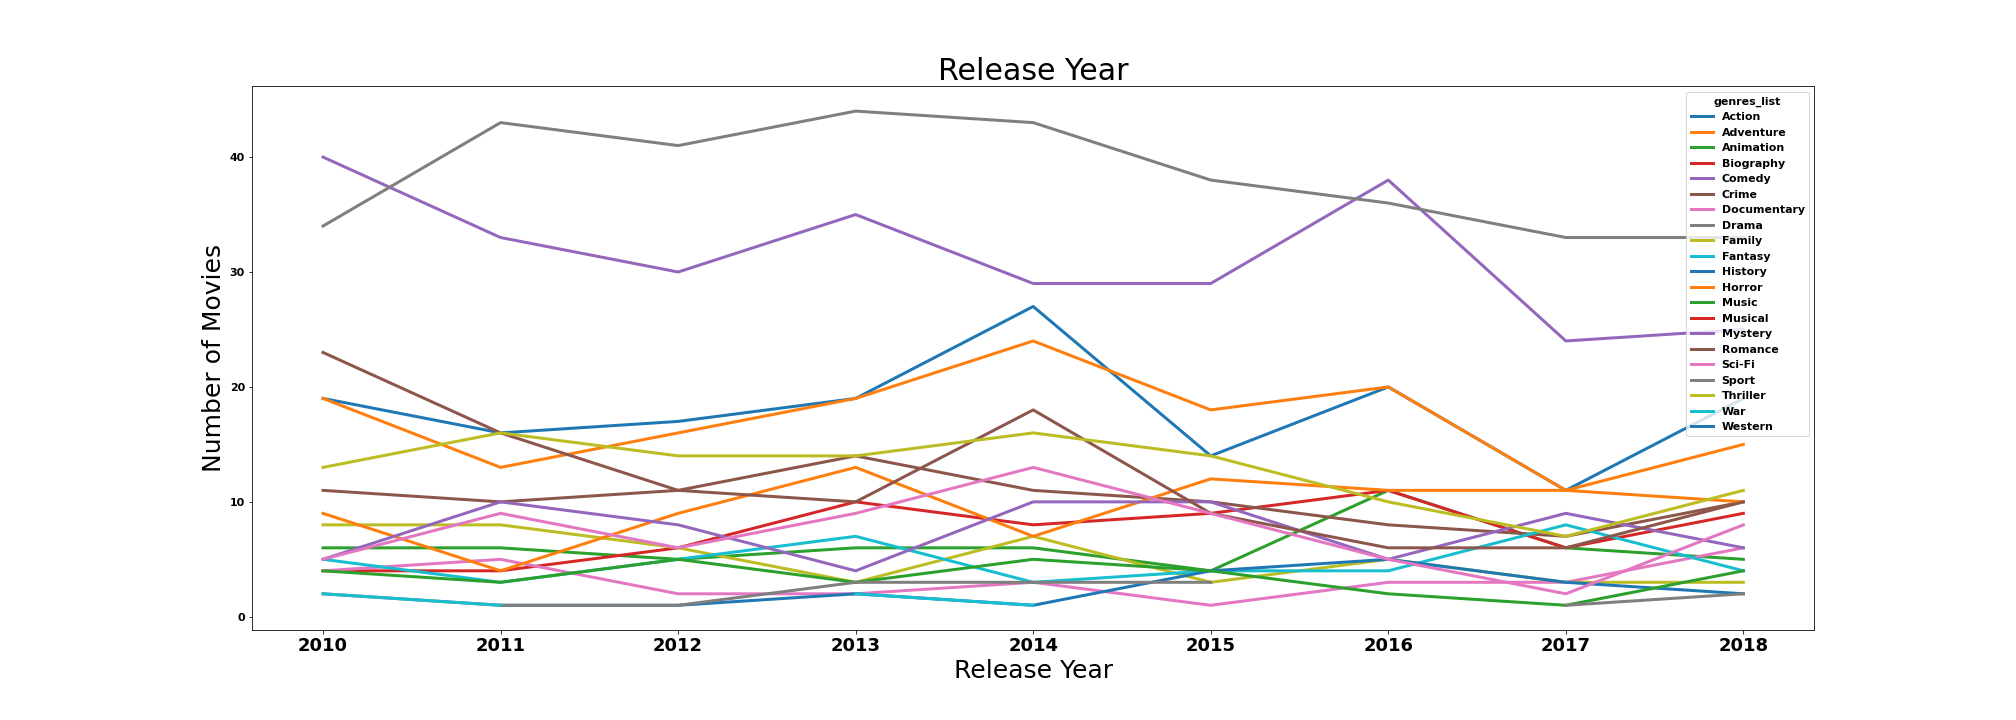 Release Year
genres_list
Action
Adventure
Animation
Biography
Comedy
Crime
Documentary
Drama
Family
Fantasy
History
Horror
Music
Musical
Mystery
Romance
Sci-Fi
Sport
Thriller
War
Western
Number of Movies
40
30
20
10
0
2010 2011 2012 2013 2014 2015 2016 2017 2018
Release Year